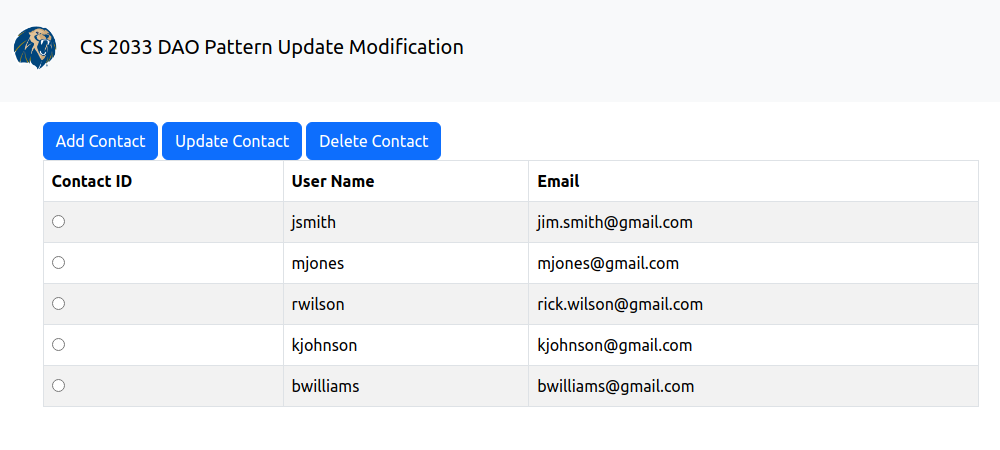 CS 2033 DAO Pattern Update Modification
Add Contact Update Contact Delete Contact
Contact ID User Name Email
jsmith jim.smith@gmail.com
mjones mjones@gmail.com
rwilson rick.wilson@gmail.com
kjohnson kjohnson@gmail.com
bwilliams bwilliams@gmail.com